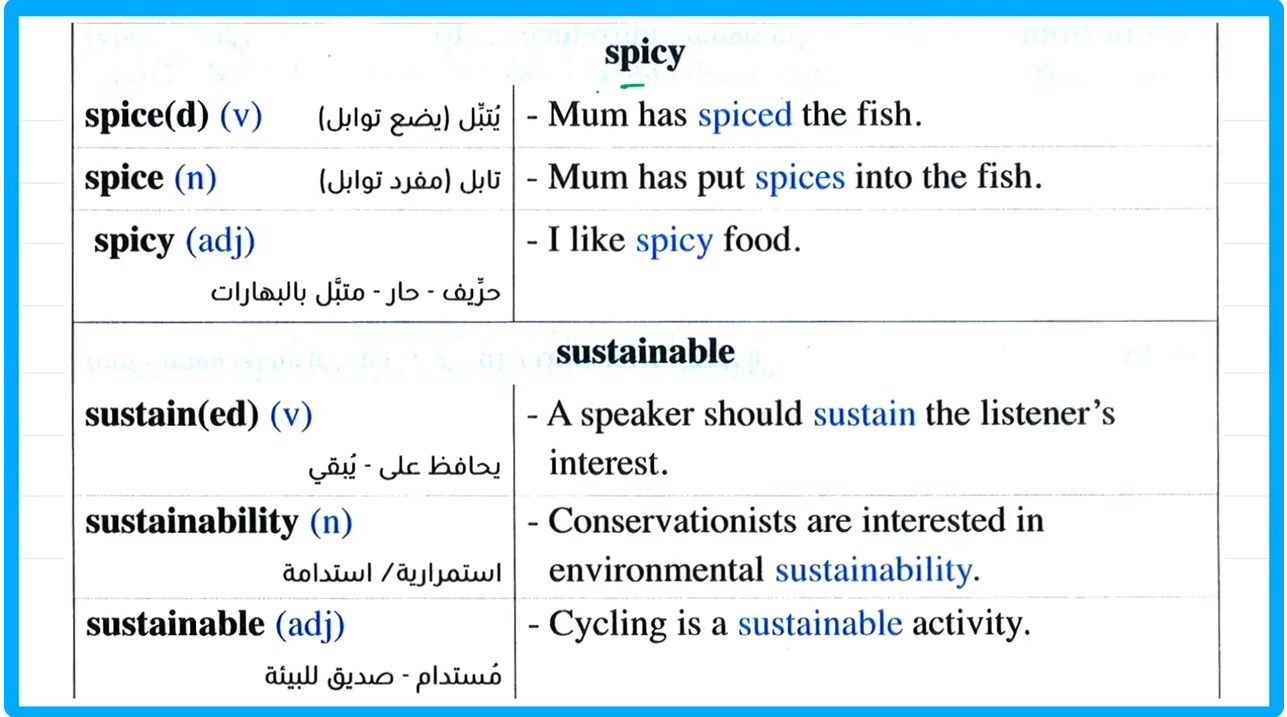 spicy
spice(d) (v) يُتبِّل (يضع توابل)
- Mum has spiced the fish.
spice (n) تابل (مفرد توابل)
- Mum has put spices into the fish.
spicy (adj)
- I like spicy food.
حرِّيف - حار - متبَّل بالبهارات
sustainable
sustain(ed) (v)
يحافظ على - يُبقي
- A speaker should sustain the listener’s
interest.
sustainability (n)
استمرارية/ استدامة
- Conservationists are interested in
environmental sustainability.
sustainable (adj)
مُستدام - صديق للبيئة
- Cycling is a sustainable activity.